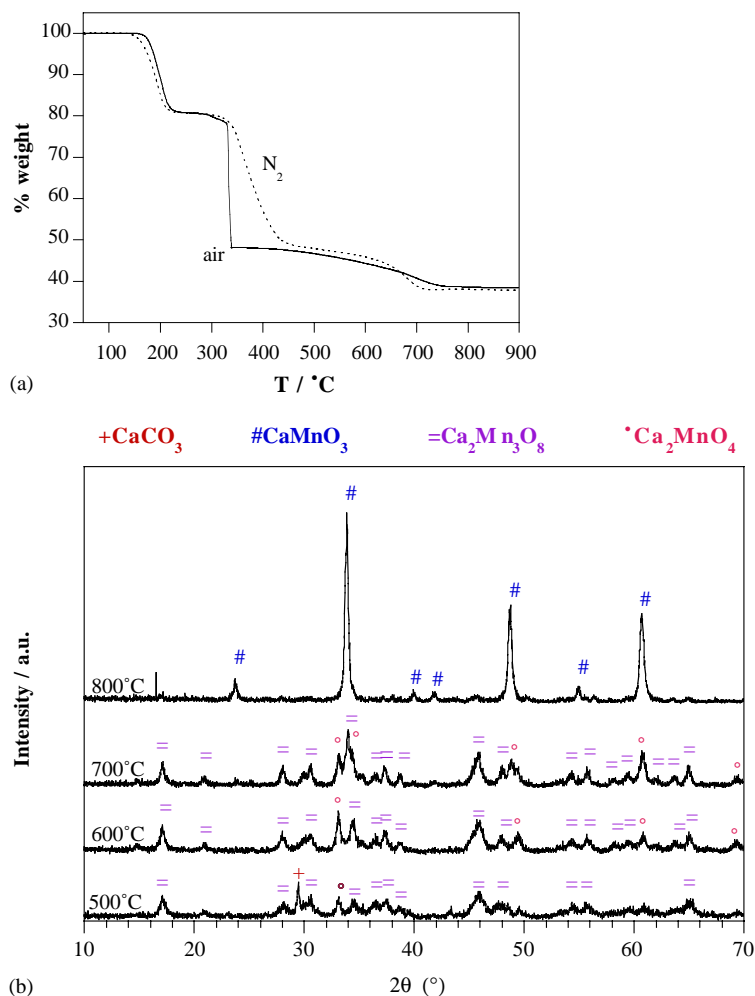 100
90
80
70
60
50
40
30
% weight
N2
air
100 200 300 400 500 600 700 800 900
(a)
T / °C
+CaCO3 #CaMnO3 =Ca2Mn3O8 °Ca2MnO4
#
#
#
#
# # #
800°C
700°C
600°C
+
500°C
Intensity / a.u.
10 20 30 40 50 60 70
(b)
2θ (°)